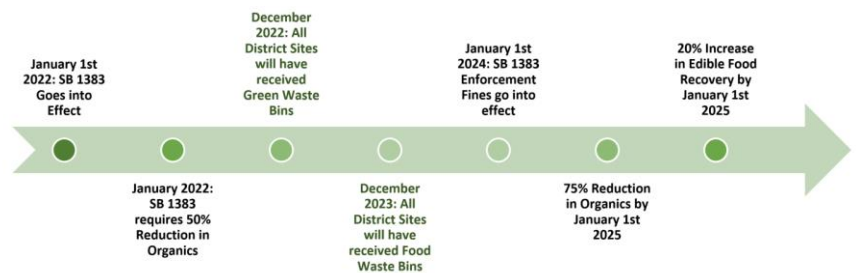 January 1st
2022: SB 1383
Goes into
Effect
January 2022:
SB 1383
requires 50%
Reduction in
Organics
December
2022: All
District Sites
will have
received
Green Waste
Bins
December
2023: All
District Sites
will have
received Food
Waste Bins
January 1st
2024: SB 1383
Enforcement
Fines go into
effect
75% Reduction
in Organics by
January 1st
2025
20% Increase
in Edible Food
Recovery by
January 1st
2025